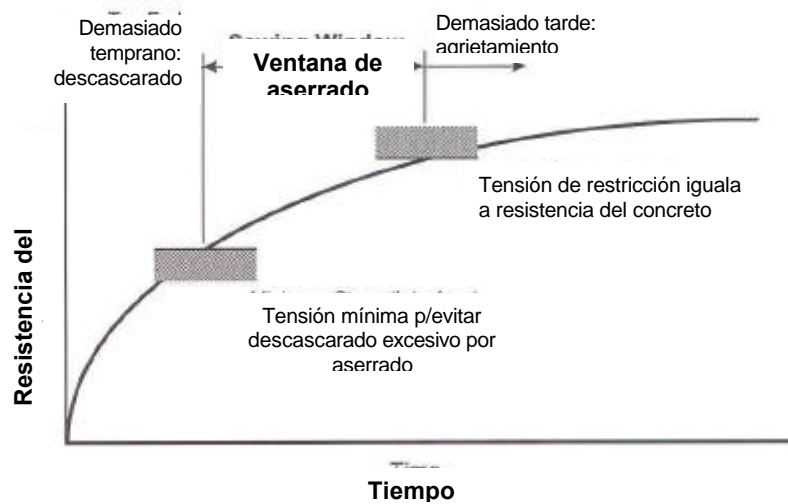 Demasiado
temprano:
descascarado
Ventana de
aserrado
Demasiado tarde:
agrietamiento
Tensión de restricción iguala
a resistencia del concreto
Tensión mínima p/evitar
descascarado excesivo por
aserrado
Resistencia del
Tiempo